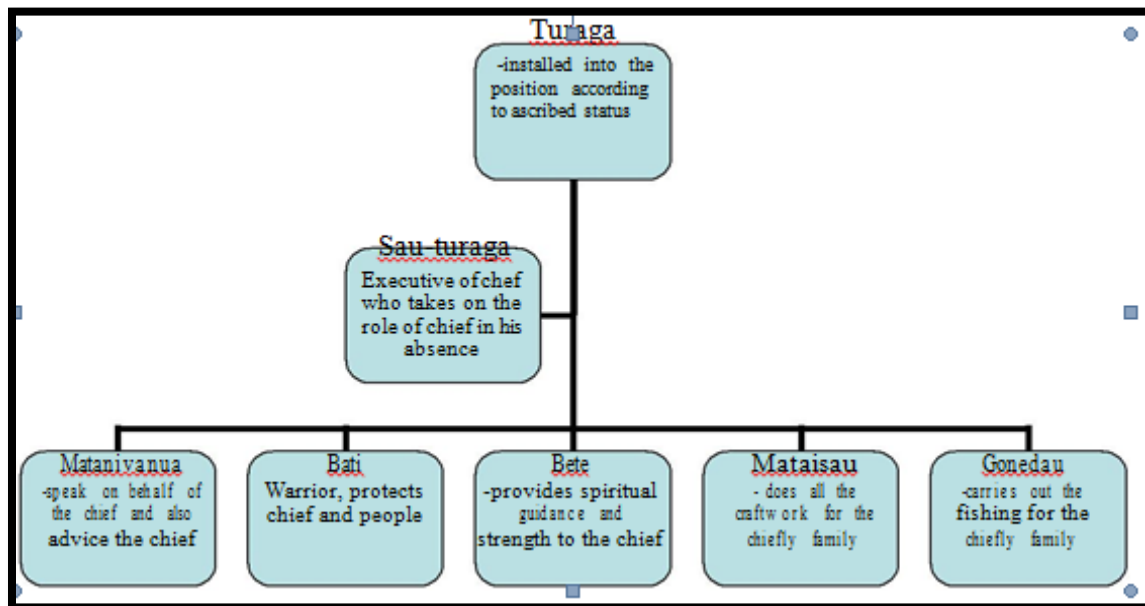 Turaga
-installed into the
position according
to ascribed status
Sau-turaga
Executive of chef
who takes on the
role of chief in his
absence
Matanivanua
-speak on behalf of
the chief and also
advice the chief
Bati
Warrior, protects
chief and people
Bete
-provides spiritual
guidance and
strength to the chief
Mataisau
- does all the
craftwork for the
chiefly family
Gonedau
-carries out the
fishing for the
chiefly family